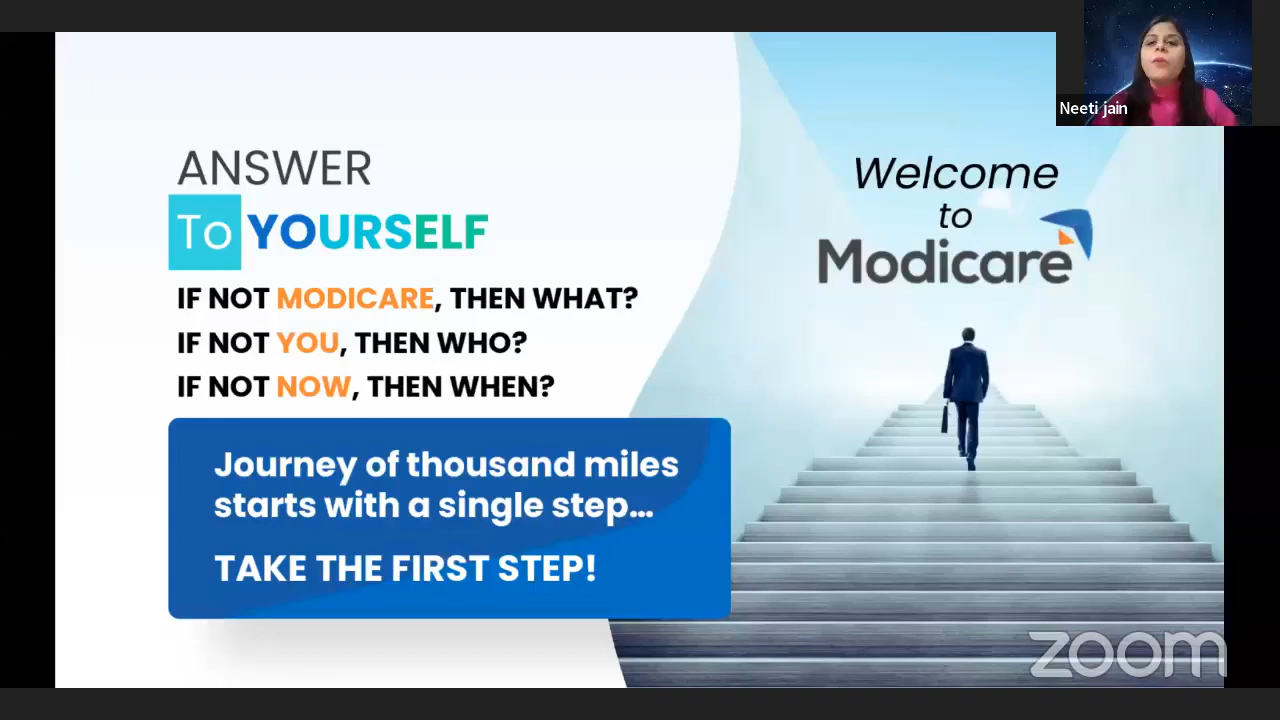 Neeti jain
ANSWER
To YOURSELF
IF NOT MODICARE, THEN WHAT?
IF NOT YOU, THEN WHO?
IF NOT NOW, THEN WHEN?
Journey of thousand miles
starts with a single step...
TAKE THE FIRST STEP!
Welcome
to
Modicare
zoom